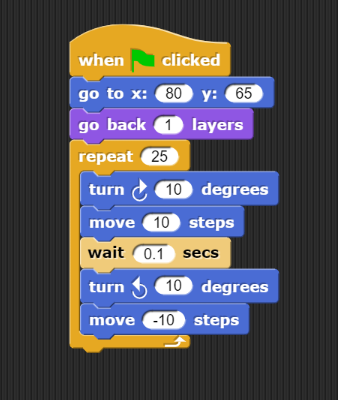 when clicked
go to x: 80 y: 65
go back 1 layers
repeat 25
turn 10 degrees
move 10 steps
wait 0.1 secs
turn 10 degrees
move -10 steps